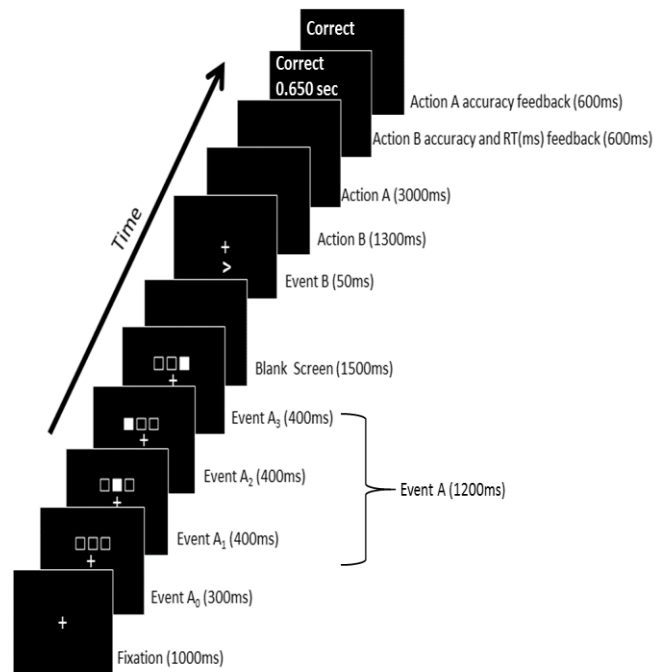 Correct
Correct
0.650 sec
Action A accuracy feedback (600ms)
Action B accuracy and RT(ms) feedback (600ms)
Action A (3000ms)
Time
Action B (1300ms)
+
>
Event B (50ms)
Blank Screen (1500ms)
+
Event A₃ (400ms)
+
Event A₂ (400ms)
Event A (1200ms)
+
Event A₁ (400ms)
+
Event A₀ (300ms)
+
Fixation (1000ms)